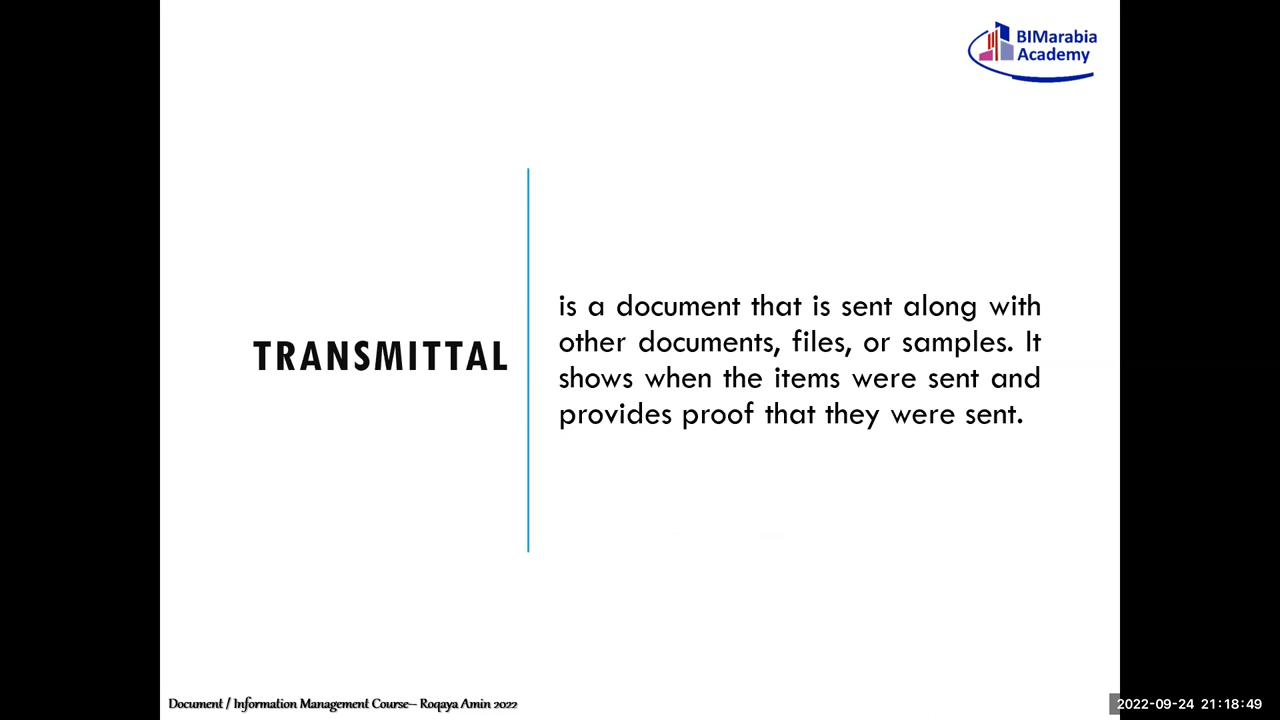 BIMarabia
Academy
TRANSMITTAL
is a document that is sent along with
other documents, files, or samples. It
shows when the items were sent and
provides proof that they were sent.
Document / Information Management Course– Roqaya Amin 2022
2022-09-24 21:18:49